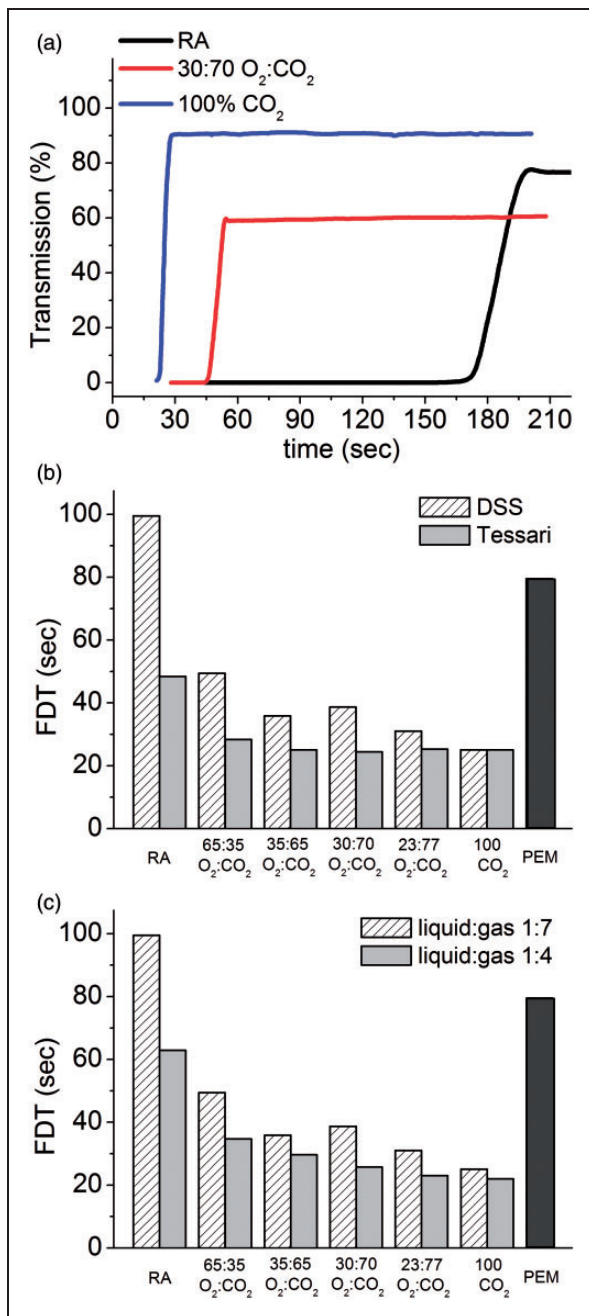 (a)
RA
30:70 O₂:CO₂
100% CO₂
Transmission (%)
100
80
60
40
20
0
0 30 60 90 120 150 180 210
time (sec)
(b)
DSS
Tessari
FDT (sec)
100
80
60
40
20
0
RA 65:35 35:65 30:70 23:77 100 PEM
O₂:CO₂ O₂:CO₂ O₂:CO₂ O₂:CO₂ CO₂
(c)
liquid:gas 1:7
liquid:gas 1:4
FDT (sec)
100
80
60
40
20
0
RA 65:35 35:65 30:70 23:77 100 PEM
O₂:CO₂ O₂:CO₂ O₂:CO₂ O₂:CO₂ CO₂